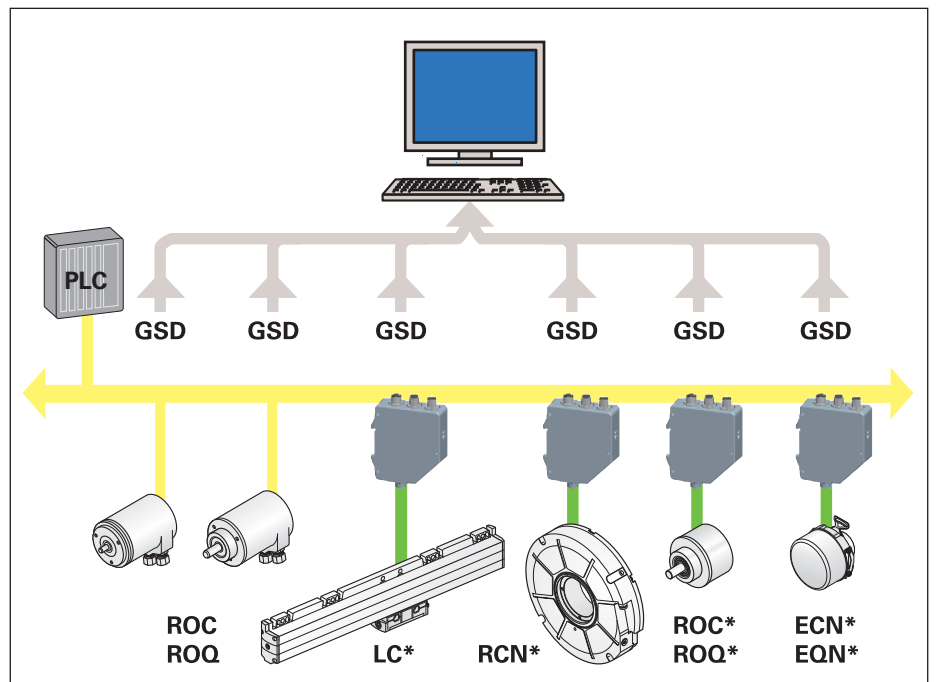 PLC
GSD GSD GSD GSD GSD GSD
ROC
ROQ
LC*
RCN*
ROC*
ROQ*
ECN*
EQN*